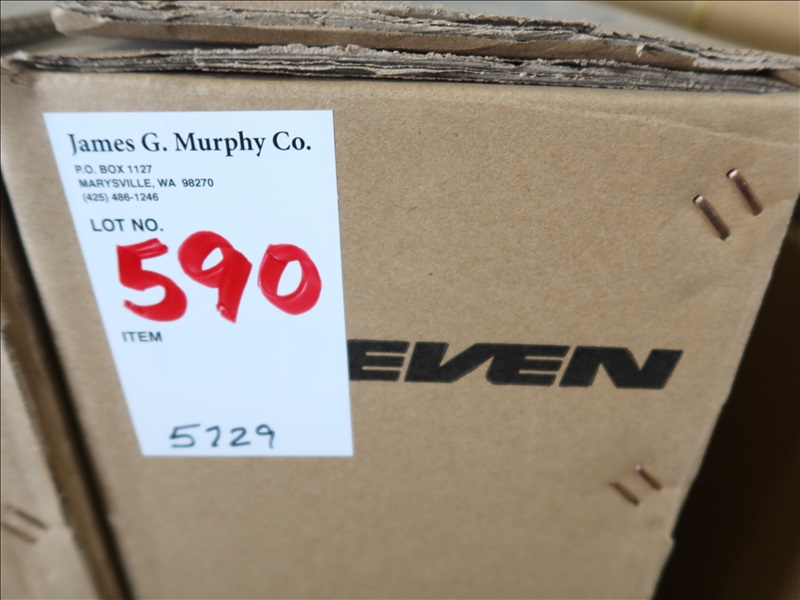 James G. Murphy Co.
P.O. BOX 1127
MARYSVILLE, WA 98270
(425) 486-1246
LOT NO.
590
ITEM
5729
EVEN